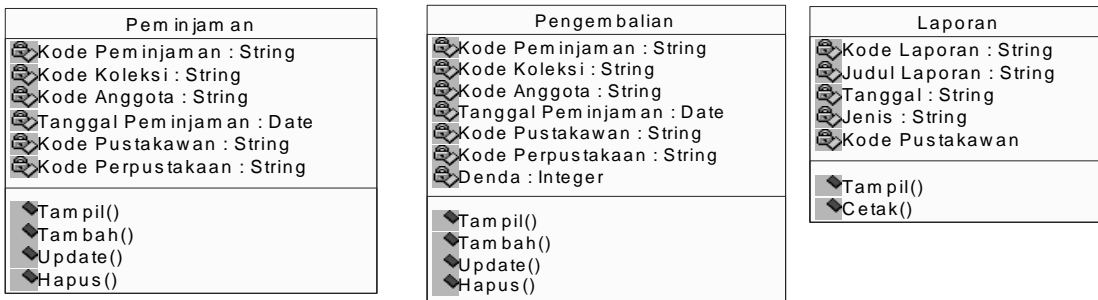 Peminjaman
Kode Peminjaman : String
Kode Koleksi : String
Kode Anggota : String
Tanggal Peminjaman : Date
Kode Pustakawan : String
Kode Perpustakaan : String
Tampil()
Tambah()
Update()
Hapus()
Pengembalian
Kode Peminjaman : String
Kode Koleksi : String
Kode Anggota : String
Tanggal Peminjaman : Date
Kode Pustakawan : String
Kode Perpustakaan : String
Denda : Integer
Tampil()
Tambah()
Update()
Hapus()
Laporan
Kode Laporan : String
Judul Laporan : String
Tanggal : String
Jenis : String
Kode Pustakawan
Tampil()
Cetak()